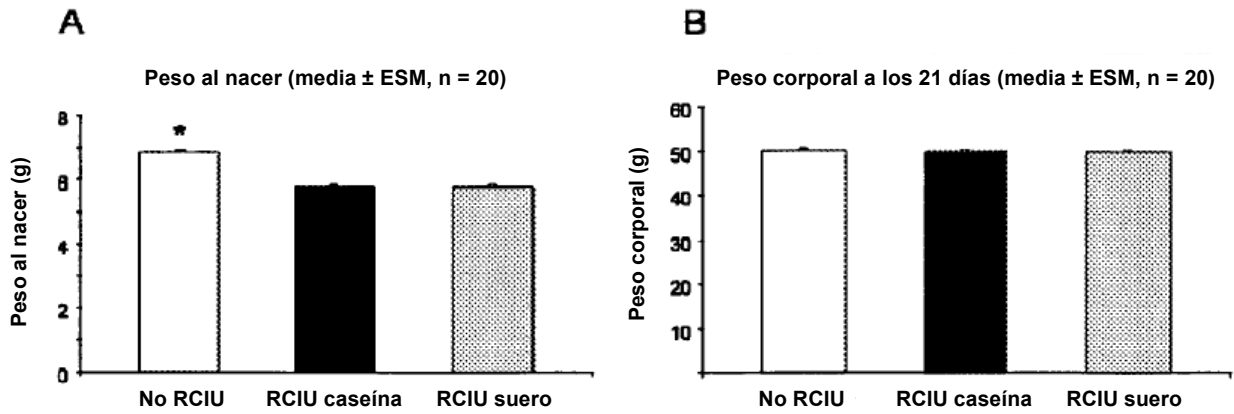 A
Peso al nacer (media ± ESM, n = 20)
Peso al nacer (g)
8
6
4
2
0
*
No RCIU RCIU caseína RCIU suero
B
Peso corporal a los 21 días (media ± ESM, n = 20)
Peso corporal (g)
60
50
40
30
20
10
No RCIU RCIU caseína RCIU suero